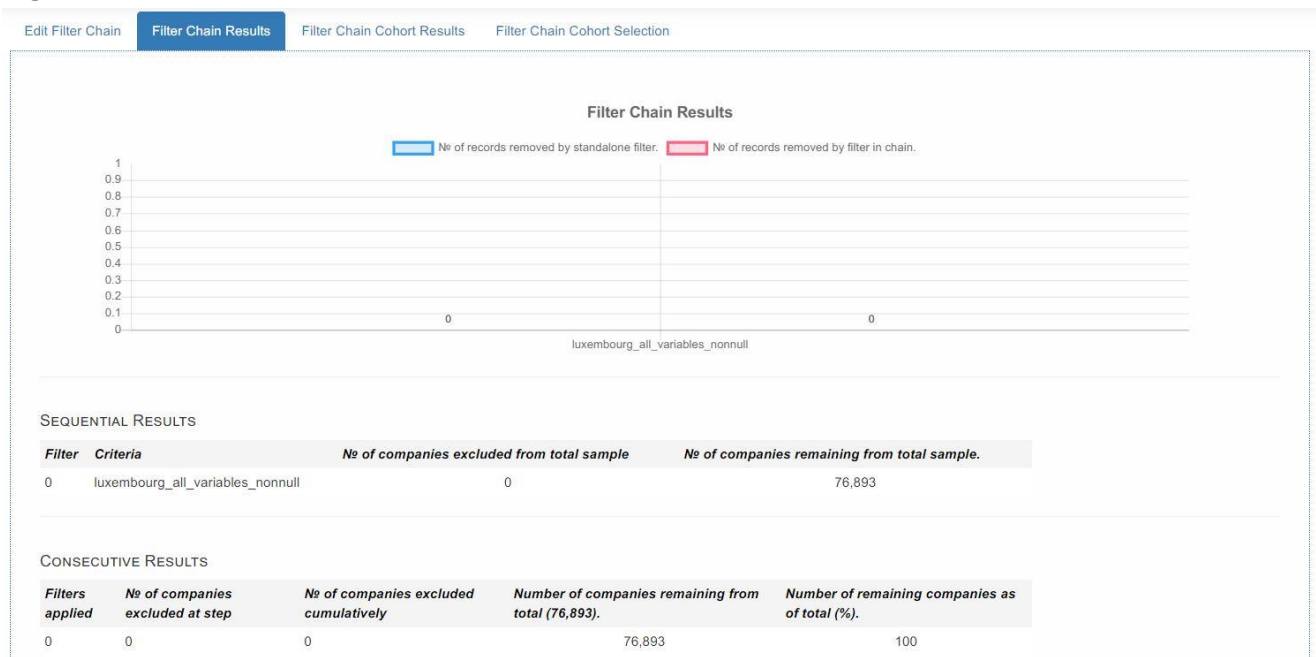 Edit Filter Chain Filter Chain Results Filter Chain Cohort Results Filter Chain Cohort Selection
Filter Chain Results
№ of records removed by standalone filter. № of records removed by filter in chain.
1
0.9
0.8
0.7
0.6
0.5
0.4
0.3
0.2
0.1
0
0 0
luxembourg_all_variables_nonnull
SEQUENTIAL RESULTS
Filter Criteria № of companies excluded from total sample № of companies remaining from total sample.
0 luxembourg_all_variables_nonnull 0 76,893
CONSECUTIVE RESULTS
Filters applied № of companies excluded at step № of companies excluded cumulatively Number of companies remaining from total (76,893). Number of remaining companies as of total (%).
0 0 0 76,893 100